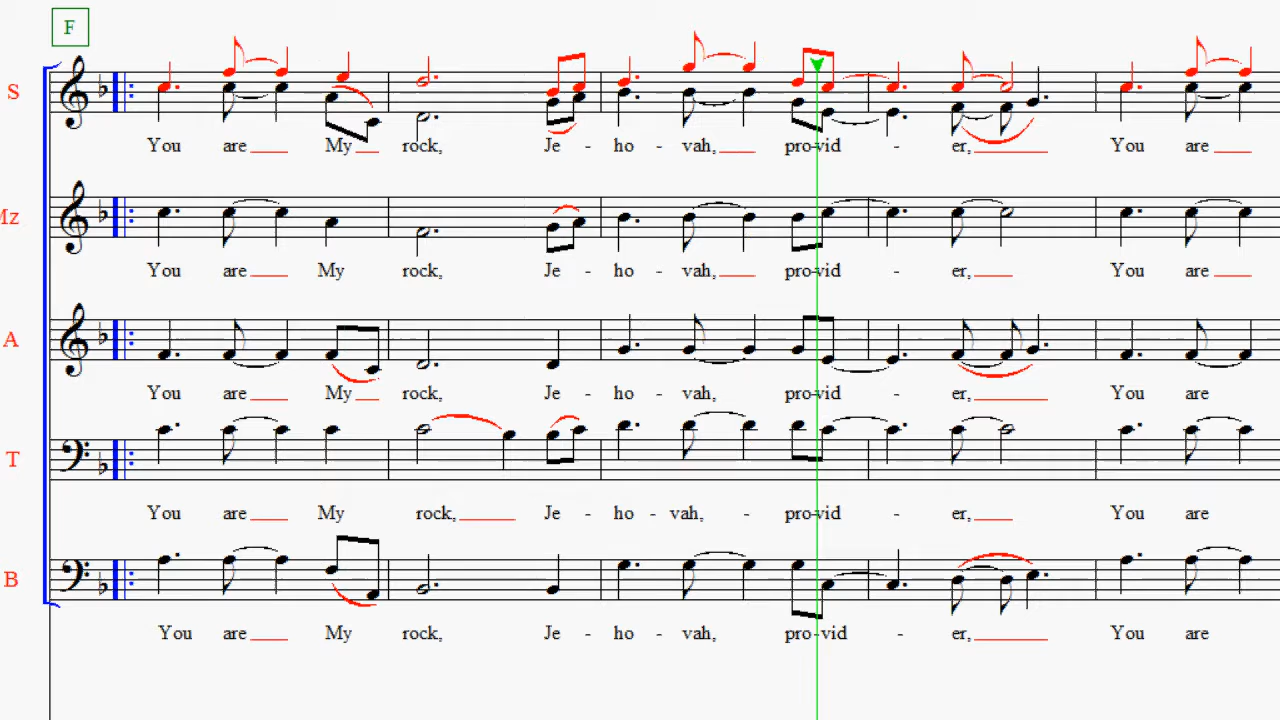 F
S
You are My rock, Je - ho - vah, pro-vid - er, You are
Mz
You are My rock, Je - ho - vah, pro-vid - er, You are
A
You are My rock, Je - ho - vah, pro-vid - er, You are
T
You are My rock, Je - ho - vah, - pro-vid - er, You are
B
You are My rock, Je - ho - vah, pro-vid - er, You are